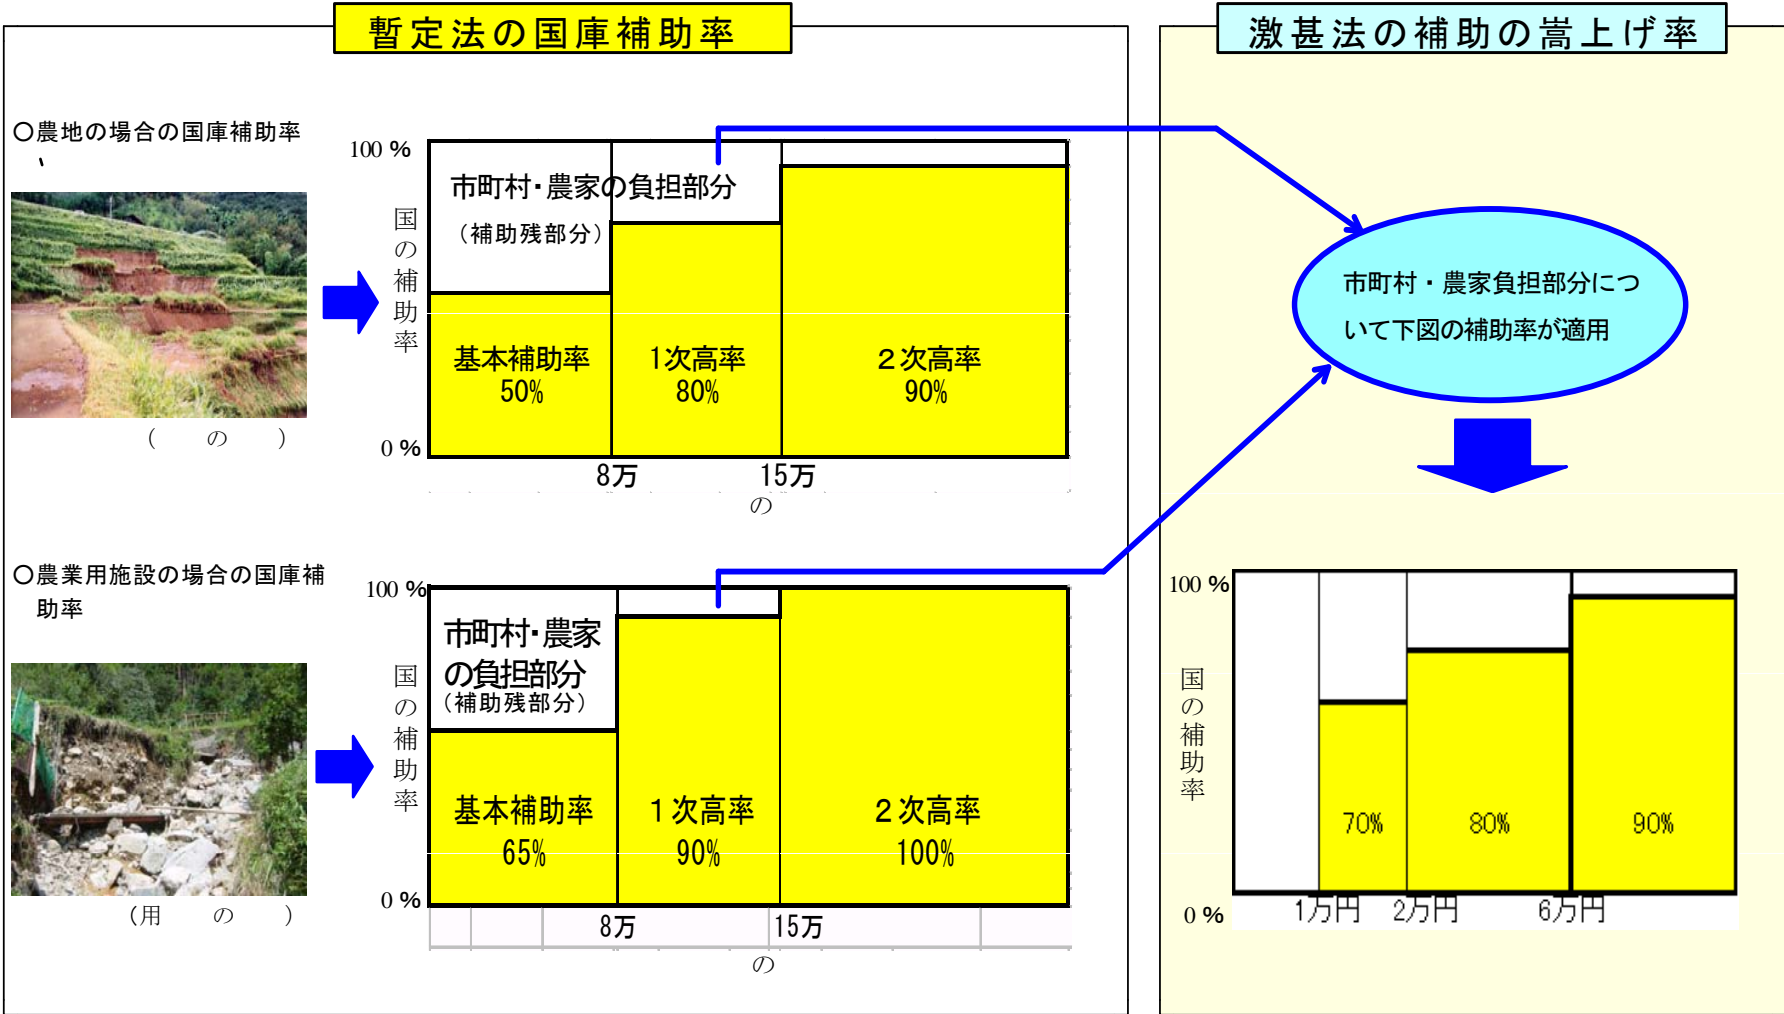 暫定法の国庫補助率
〇農地の場合の国庫補助率
、
100 %
国の補助率
市町村・農家の負担部分
（補助残部分）
基本補助率
50%
1次高率
80%
２次高率
90%
0 %
8万
15万
の
（　の　）
〇農業用施設の場合の国庫補
助率
100 %
国の補助率
市町村・農家
の負担部分
（補助残部分）
基本補助率
65%
１次高率
90%
２次高率
100%
0 %
8万
15万
の
（用　の　）
激甚法の補助の嵩上げ率
市町村・農家負担部分につ
いて下図の補助率が適用
100 %
国の補助率
70%
80%
90%
0 %
1万円
2万円
6万円